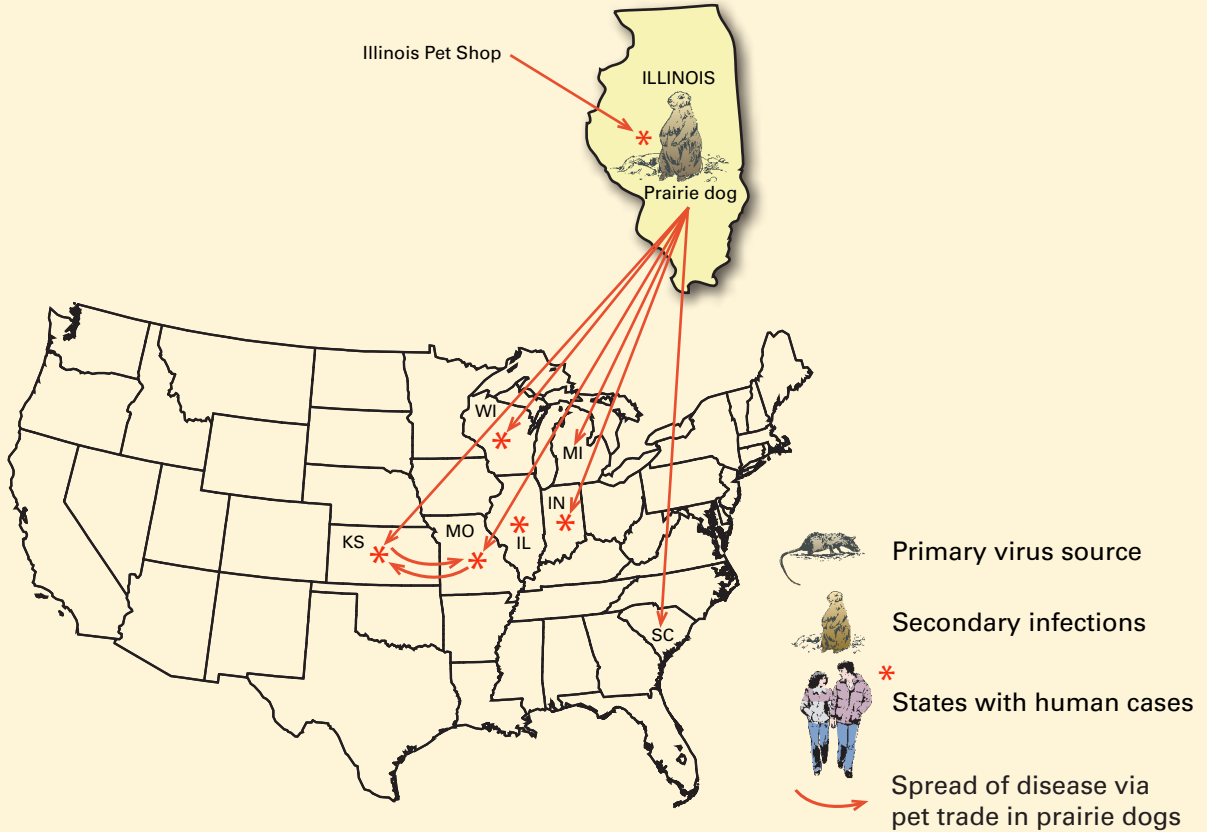 Illinois Pet Shop
ILLINOIS
Prairie dog
WI
MI
IN
MO
IL
KS
SC
Primary virus source
Secondary infections
* States with human cases
Spread of disease via
pet trade in prairie dogs